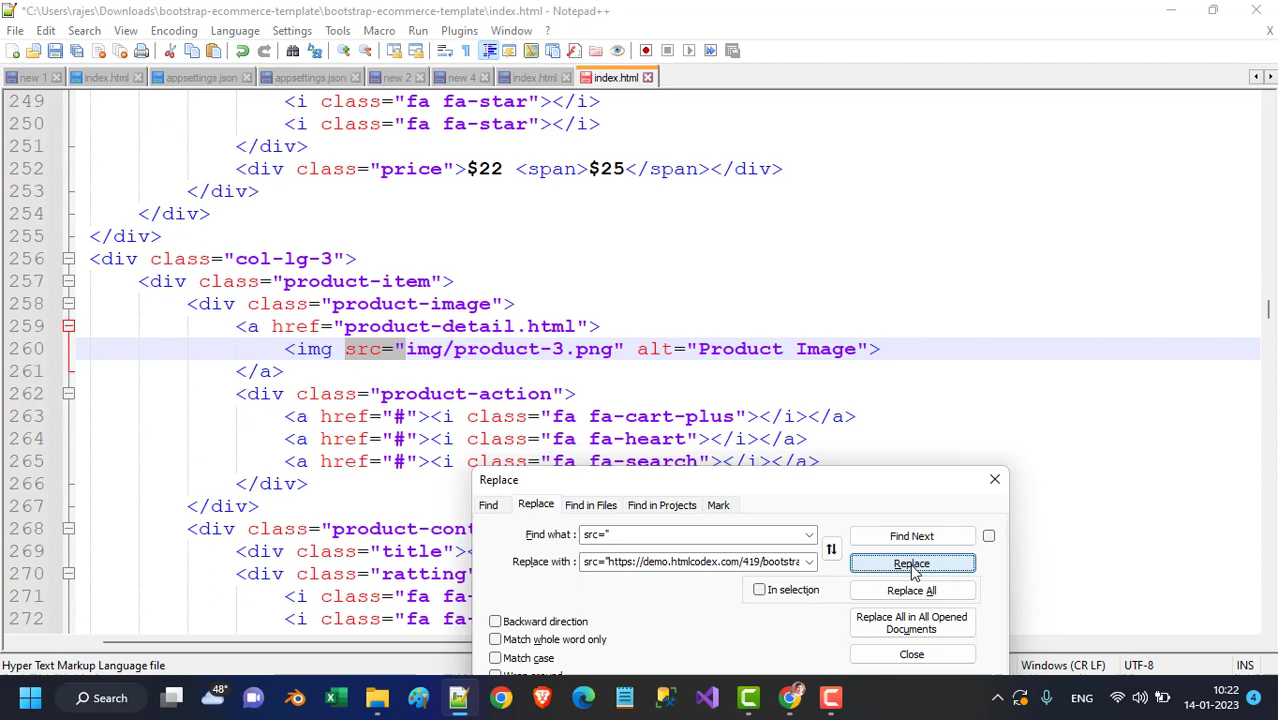 *C:\Users\rajes\Downloads\bootstrap-ecommerce-template\bootstrap-ecommerce-template\index.html - Notepad++
File Edit Search View Encoding Language Settings Tools Macro Run Plugins Window ?
new 1 index.html appsettings.json appsettings.json new 2 new 4 index.html index.html
249 <i class="fa fa-star"></i>
250 <i class="fa fa-star"></i>
251 </div>
252 <div class="price">$22 <span>$25</span></div>
253 </div>
254 </div>
255 </div>
256 <div class="col-lg-3">
257 <div class="product-item">
258 <div class="product-image">
259 <a href="product-detail.html">
260 <img src="img/product-3.png" alt="Product Image">
261 </a>
262 <div class="product-action">
263 <a href="#"><i class="fa fa-cart-plus"></i></a>
264 <a href="#"><i class="fa fa-heart"></i></a>
265 <a href="#"><i class="fa fa-search"></i></a>
266 </div>
267 </div>
268 <div class="product-con
269 <div class="title"><
270 <div class="ratting"
271 <i class="fa fa-
272 <i class="fa fa-
Replace
Find Replace Find in Files Find in Projects Mark
Find what : src="
Replace with : src="https://demo.htmlcodex.com/419/bootstra
Find Next
Replace
In selection
Replace All
Replace All in All Opened
Documents
Close
Backward direction
Match whole word only
Match case
Hyper Text Markup Language file Windows (CR LF) UTF-8 INS
Search 48° ENG 10:22
14-01-2023